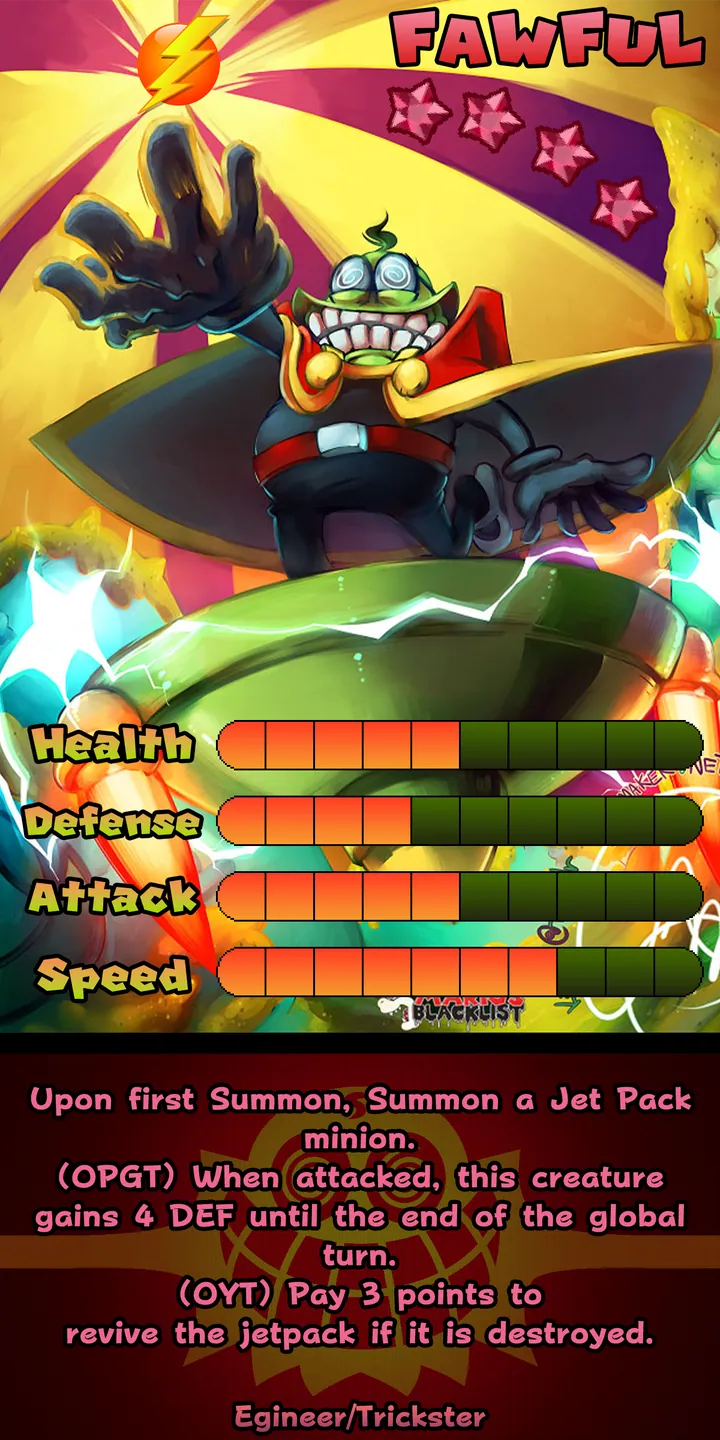 FAWFUL
Health
Defense
Attack
Speed
MARIO'S
BLACKLIST
Upon first Summon, Summon a Jet Pack
minion.
(OPGT) When attacked, this creature
gains 4 DEF until the end of the global
turn.
(OYT) Pay 3 points to
revive the jetpack if it is destroyed.
Egineer/Trickster